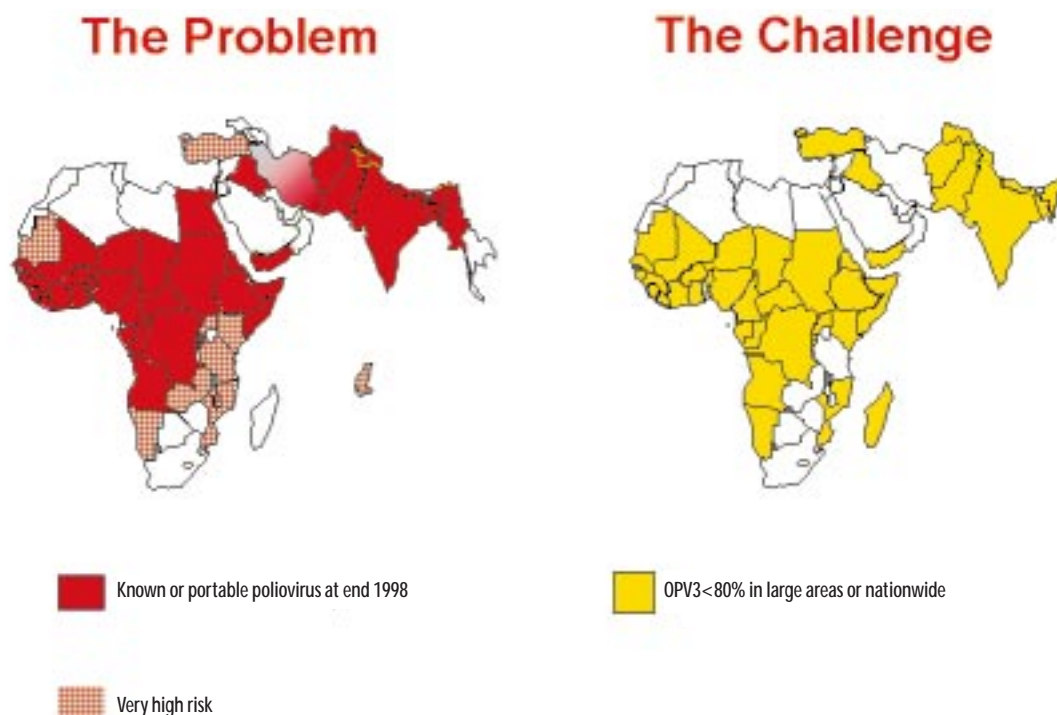 The Problem
The Challenge
Known or portable poliovirus at end 1998
OPV3<80% in large areas or nationwide
Very high risk